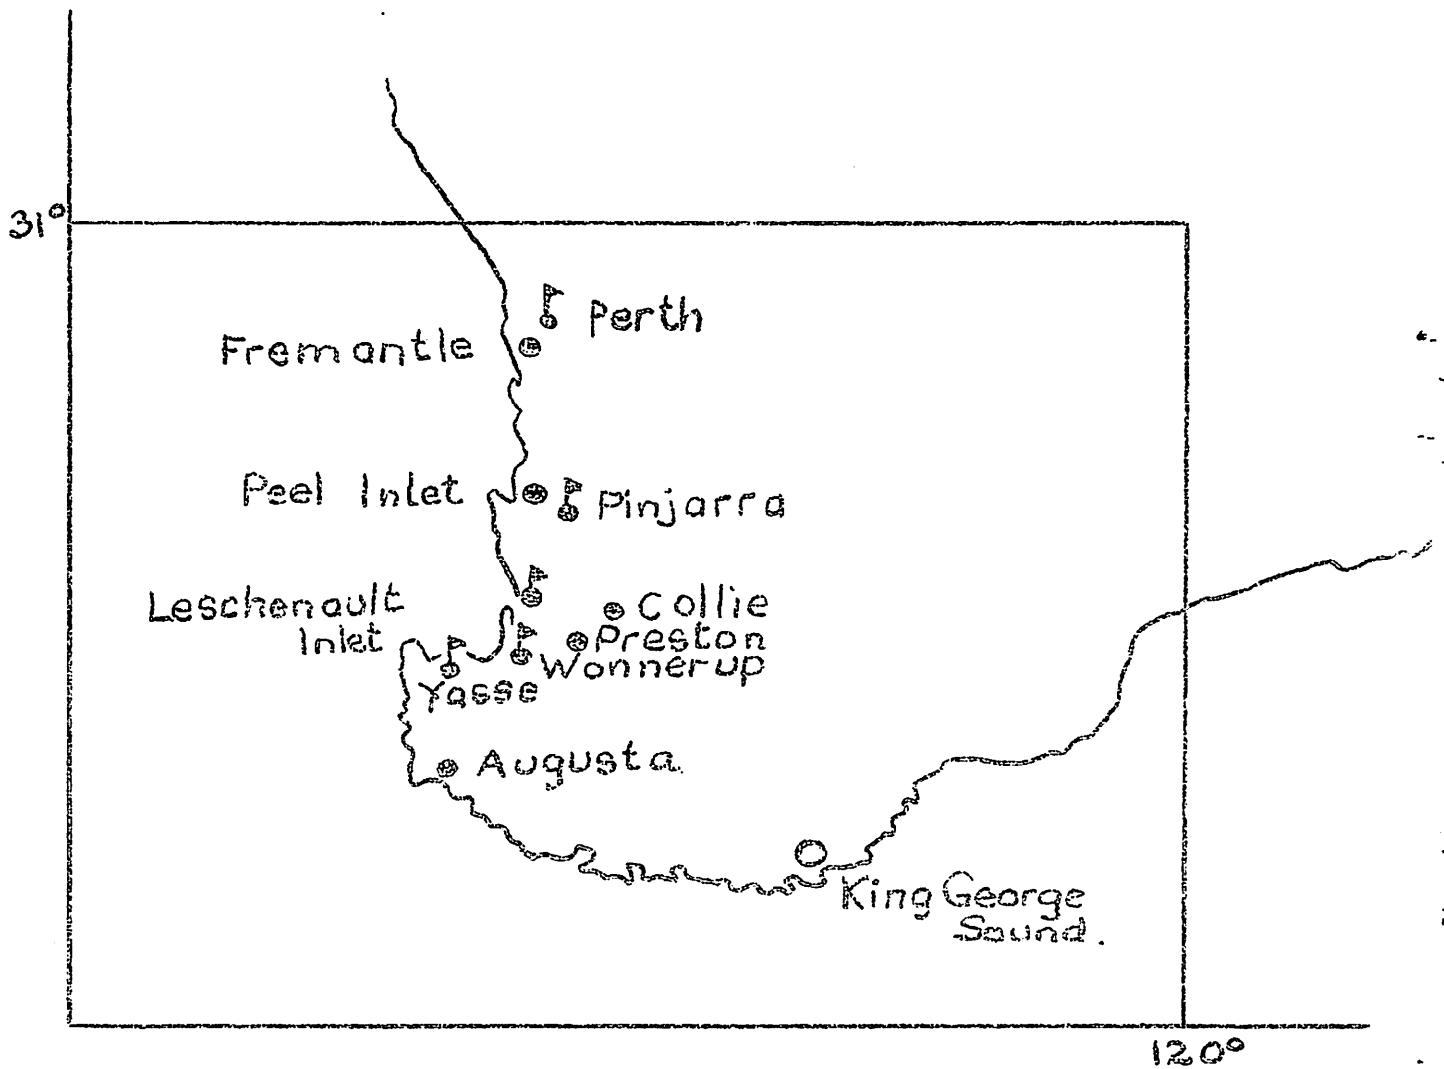 31°
Perth
Fremantle
Peel Inlet
Pinjarra
Leschenault
Inlet
Collie
Preston
Wonnerup
Yasse
Augusta
King George
Sound.
120°